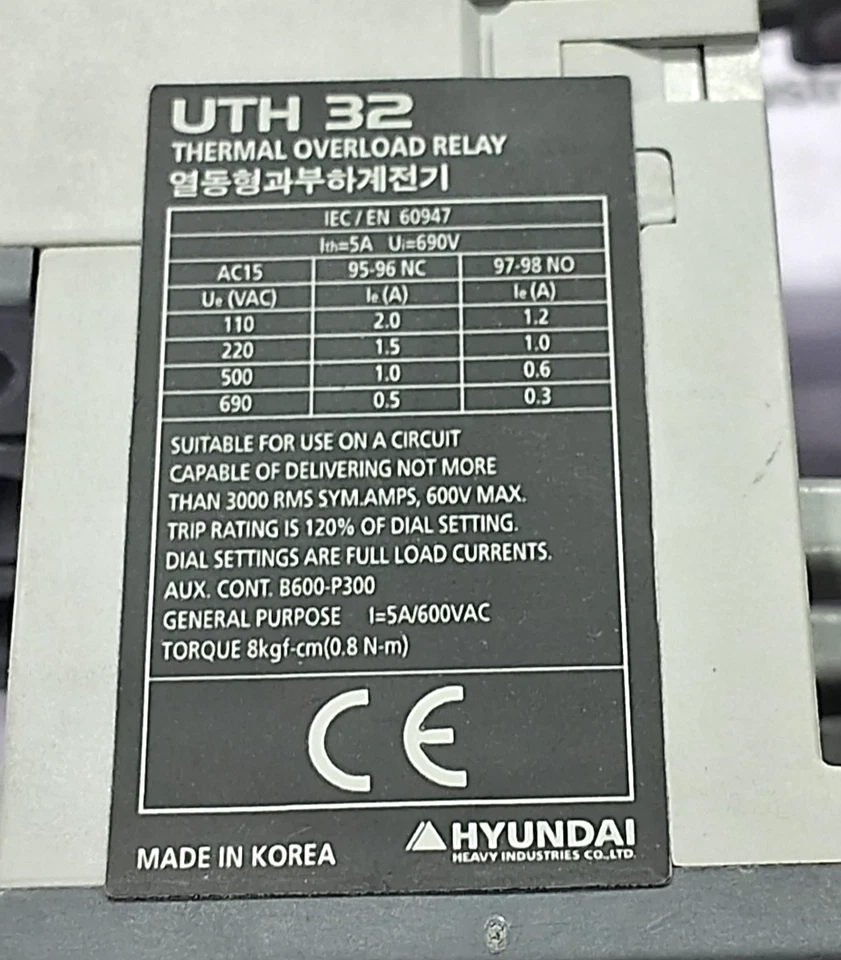 UTH 32
THERMAL OVERLOAD RELAY
열동형과부하계전기
IEC / EN 60947
Ith=5A Ui=690V
AC15 95-96 NC 97-98 NO
Ue (VAC) Ie (A) Ie (A)
110 2.0 1.2
220 1.5 1.0
500 1.0 0.6
690 0.5 0.3
SUITABLE FOR USE ON A CIRCUIT
CAPABLE OF DELIVERING NOT MORE
THAN 3000 RMS SYM.AMPS, 600V MAX.
TRIP RATING IS 120% OF DIAL SETTING.
DIAL SETTINGS ARE FULL LOAD CURRENTS.
AUX. CONT. B600-P300
GENERAL PURPOSE I=5A/600VAC
TORQUE 8kgf-cm(0.8 N-m)
CE
MADE IN KOREA
HYUNDAI
HEAVY INDUSTRIES CO.,LTD.